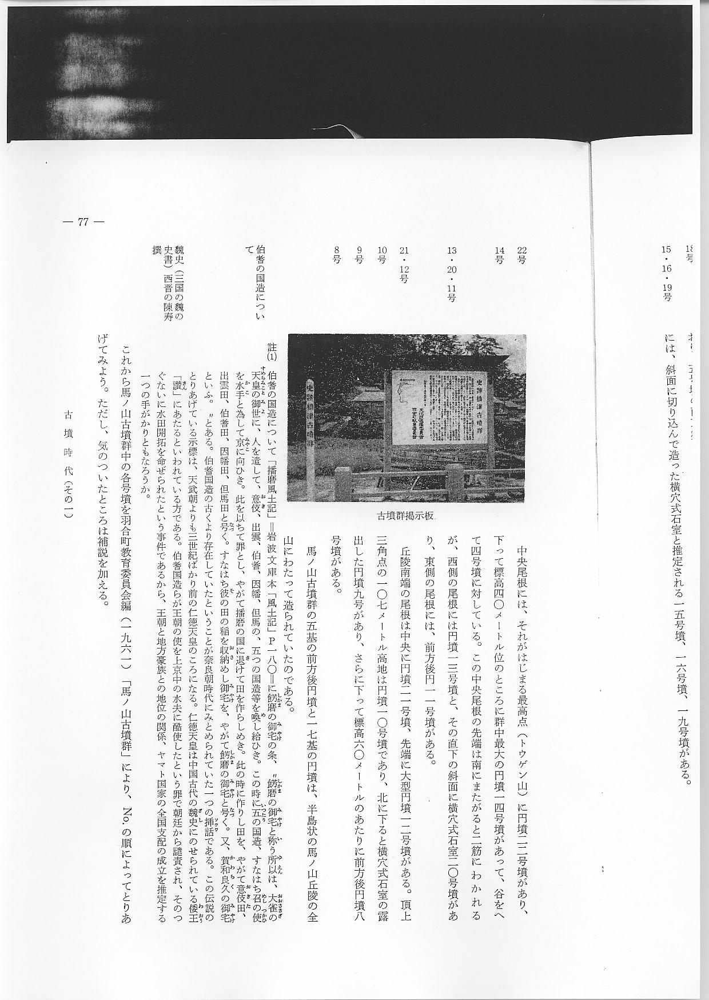 15・16・19号
には、斜面に切り込んで造った横穴式石室と推定される一五号墳、一六号墳、一九号墳がある。
22号
中央尾根には、それがはじまる最高点（トウゲン山）に円墳二二号墳があり、
14号
下って標高四〇メートル位のところに群中最大の円墳一四号墳があって、谷をへ
て四号墳に対している。この中央尾根の先端は南にまたがると二筋にわかれる
13・20・11号
が、西側の尾根には円墳一三号墳と、その直下の斜面に横穴式石室二〇号墳があ
り、東側の尾根には、前方後円一一号墳がある。
21・12号
丘陵南端の尾根は中央に円墳二一号墳、先端に大型円墳一二号墳がある。頂上
10号
三角点の一〇七メートル高地は円墳一〇号墳であり、北に下ると横穴式石室の露
9号
出した円墳九号があり、さらに下って標高六〇メートルのあたりに前方後円墳八
8号
号墳がある。
馬ノ山古墳群の五基の前方後円墳と一七基の円墳は、半島状の馬ノ山丘陵の全
山にわたって造られていたのである。
史跡橋津古墳群
史跡橋津古墳群
古墳群掲示板
伯耆の国造につい
て
註(1)　伯耆の国造について「播磨風土記」＝岩波文庫本「風土記」Ｐ一八〇＝に餝磨の御宅の条、〃餝磨の御宅と称う所以は、大雀の
天皇の御世に、人を遣して、意伎、出雲、伯耆、因幡、但馬の、五つの国造等を喚し給ひき。この時に五の国造、すなはち召の使
を水手と為して京に向ひき。此を以ちて罪とし、やがて播磨の国に退けて田を作らしめき。此の時に作りし田を、やがて意伎田、
出雲田、伯耆田、因幡田、但馬田と号く。すなはち彼の田の稲を収納めし御宅を、やがて餝磨の御宅と号く。又、賀和良久の御宅
といふ。〃とある。伯耆国造の古くより存在していたということが奈良朝時代にみとめられていた一つの挿話である。この伝説の
とりあげている示標は、天武朝よりも三世紀ばかり前の仁徳天皇のころになる。仁徳天皇は中国古代の魏史にのせられている倭王
「讃」にあたるといわれている方である。伯耆国造らが王朝の使を上京中の水夫に酷使したという罪で朝廷から譴責され、そのつ
ぐないに水田開拓を命ぜられたという事件であるから、王朝と地方豪族との地位の関係、ヤマト国家の全国支配の成立を推定する
一つの手がかりともなろうか。
魏史（三国の魏の
史書）西晋の陳寿
撰
これから馬ノ山古墳群中の各号墳を羽合町教育委員会編（一九六一）「馬ノ山古墳群」により、No.の順によってとりあ
げてみよう。ただし、気のついたところは補説を加える。
古墳時代（その一）
— 77 —